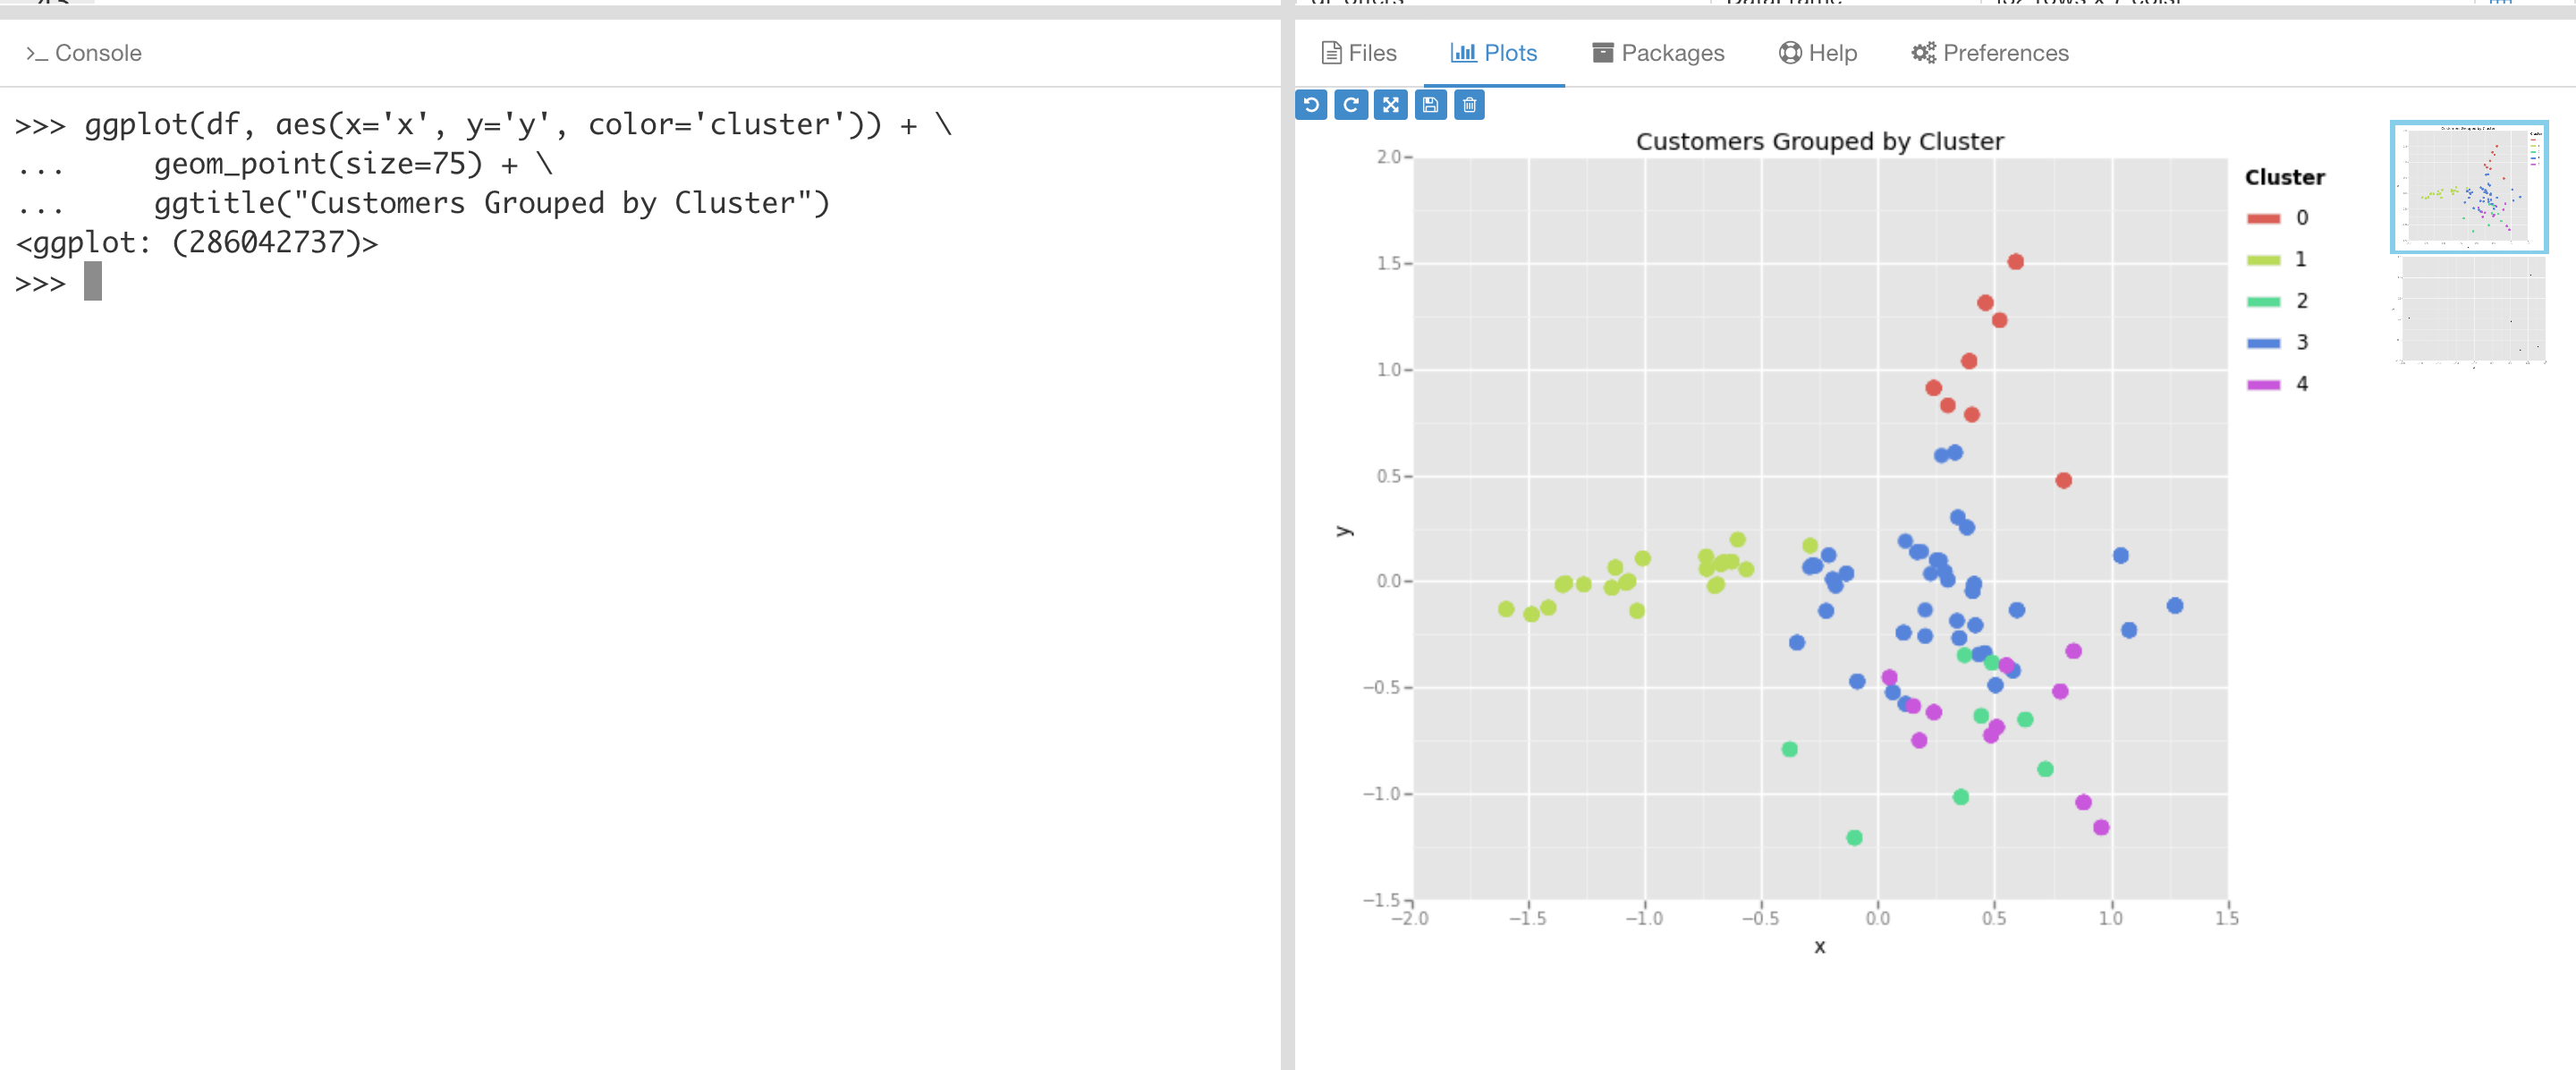 Console
>>> ggplot(df, aes(x='x', y='y', color='cluster')) + \
...     geom_point(size=75) + \
...     ggtitle("Customers Grouped by Cluster")
<ggplot: (286042737)>
>>>
Files Plots Packages Help Preferences
Customers Grouped by Cluster
2.0
1.5
1.0
0.5
0.0
−0.5
−1.0
−1.5
y
−2.0 −1.5 −1.0 −0.5 0.0 0.5 1.0 1.5
x
Cluster
0
1
2
3
4